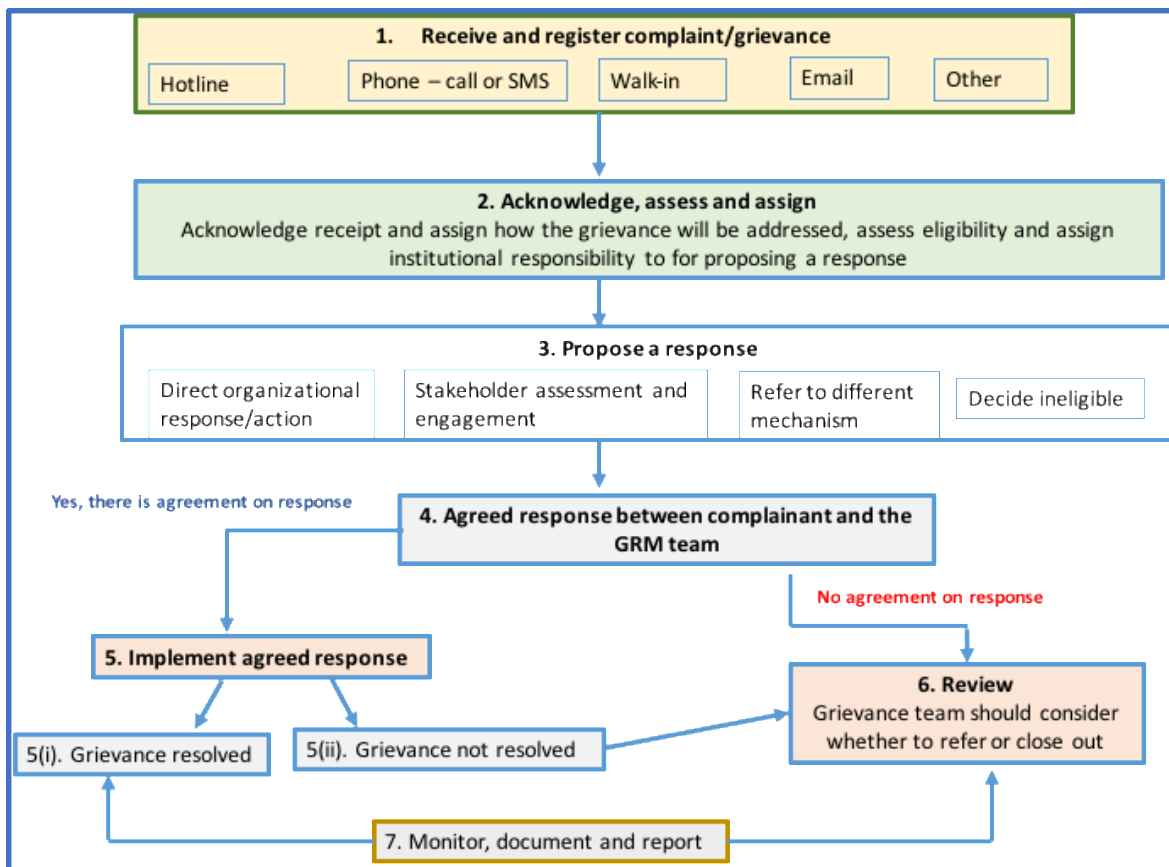 1. Receive and register complaint/grievance
Hotline
Phone – call or SMS
Walk-in
Email
Other
2. Acknowledge, assess and assign
Acknowledge receipt and assign how the grievance will be addressed, assess eligibility and assign
institutional responsibility to for proposing a response
3. Propose a response
Direct organizational
response/action
Stakeholder assessment and
engagement
Refer to different
mechanism
Decide ineligible
Yes, there is agreement on response
4. Agreed response between complainant and the
GRM team
No agreement on response
5. Implement agreed response
6. Review
Grievance team should consider
whether to refer or close out
5(i). Grievance resolved
5(ii). Grievance not resolved
7. Monitor, document and report